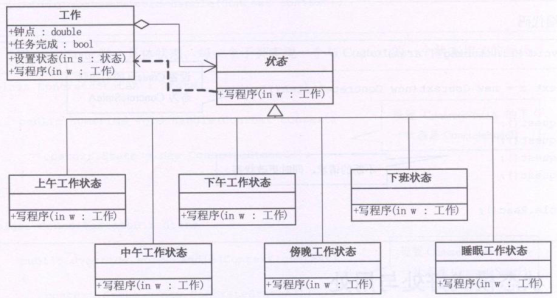 工作
+钟点 : double
+任务完成 : bool
+设置状态(in s : 状态)
+写程序(in w : 工作)
状态
+写程序(in w : 工作)
上午工作状态
+写程序(in w : 工作)
下午工作状态
+写程序(in w : 工作)
下班状态
+写程序(in w : 工作)
中午工作状态
+写程序(in w : 工作)
傍晚工作状态
+写程序(in w : 工作)
睡眠工作状态
+写程序(in w : 工作)